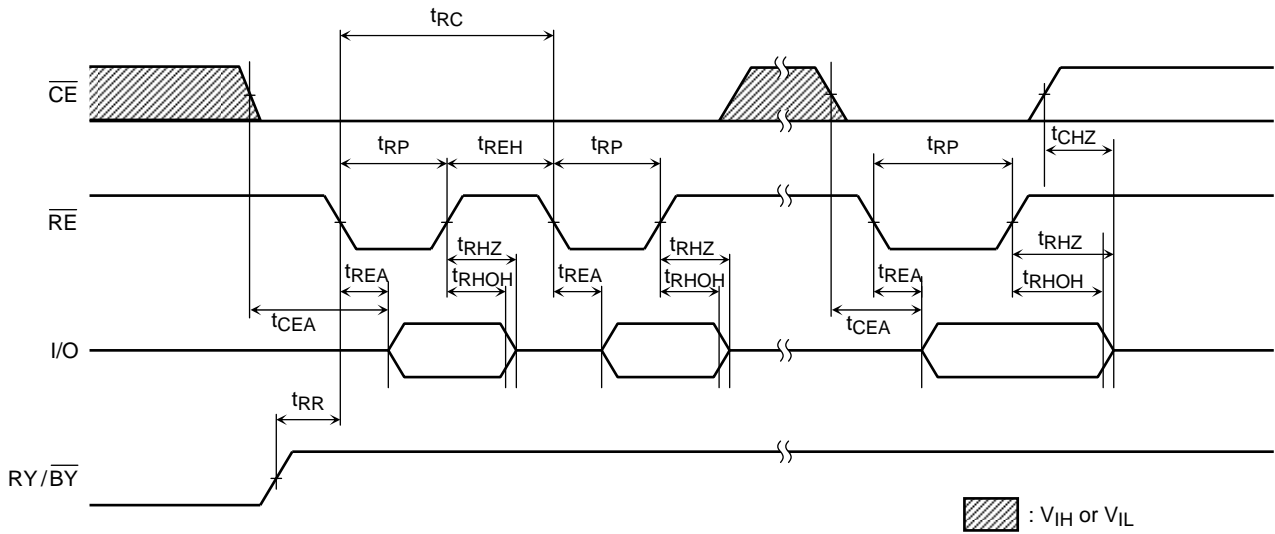 tRC
CE
tRP
tREH
tRP
tRP
tCHZ
RE
tRHZ
tRHZ
tRHZ
tREA
tRHOH
tREA
tRHOH
tREA
tRHOH
tCEA
tCEA
I/O
tRR
RY/BY
: VIH or VIL